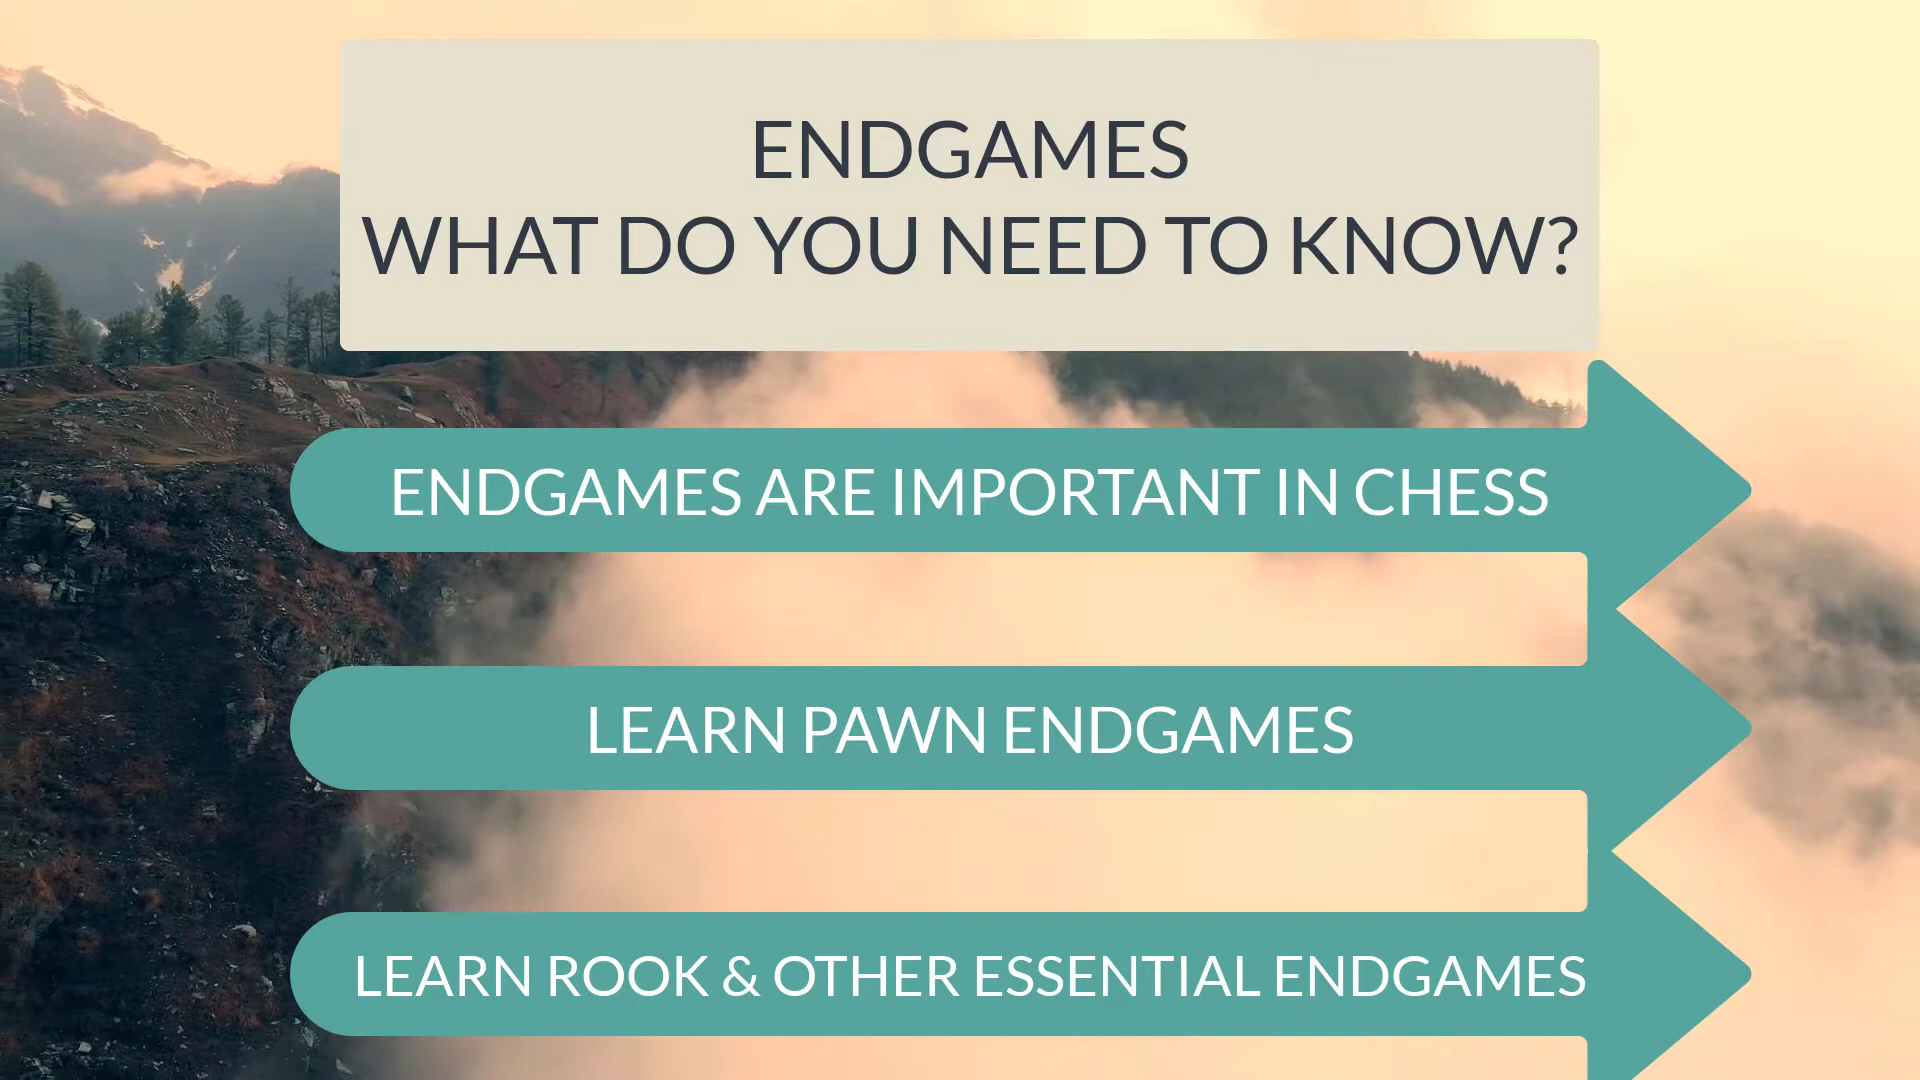 ENDGAMES
WHAT DO YOU NEED TO KNOW?
ENDGAMES ARE IMPORTANT IN CHESS
LEARN PAWN ENDGAMES
LEARN ROOK & OTHER ESSENTIAL ENDGAMES